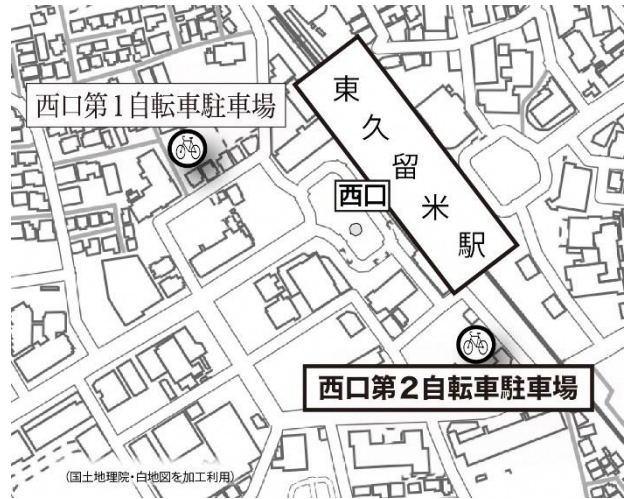 西口第1自転車駐車場
東久留米駅
西口
西口第2自転車駐車場
(国土地理院・白地図を加工利用)